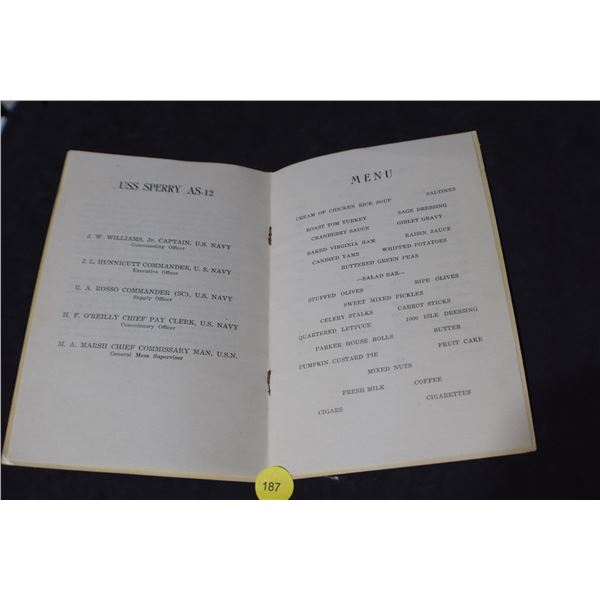 USS SPERRY AS-12
J. W. WILLIAMS, Jr. CAPTAIN, U.S. NAVY
Commanding Officer
J. L. HUNNICUTT COMMANDER, U. S. NAVY
Executive Officer
R. A. ROSSO COMMANDER (SC), U.S. NAVY
Supply Officer
H. F. O'REILLY CHIEF PAY CLERK, U.S. NAVY
Commissary Officer
M. A. MARSH CHIEF COMMISSARY MAN, U.S.N.
General Mess Supervisor
MENU
CREAM OF CHICKEN RICE SOUP SALTINES
ROAST TOM TURKEY SAGE DRESSING
CRANBERRY SAUCE GIBLET GRAVY
BAKED VIRGINIA HAM RAISIN SAUCE
CANDIED YAMS WHIPPED POTATOES
BUTTERED GREEN PEAS
—SALAD BAR—
STUFFED OLIVES RIPE OLIVES
SWEET MIXED PICKLES
CELERY STALKS CARROT STICKS
QUARTERED LETTUCE 1000 ISLE DRESSING
PARKER HOUSE ROLLS BUTTER
PUMPKIN CUSTARD PIE FRUIT CAKE
MIXED NUTS
FRESH MILK COFFEE
CIGARS CIGARETTES
187